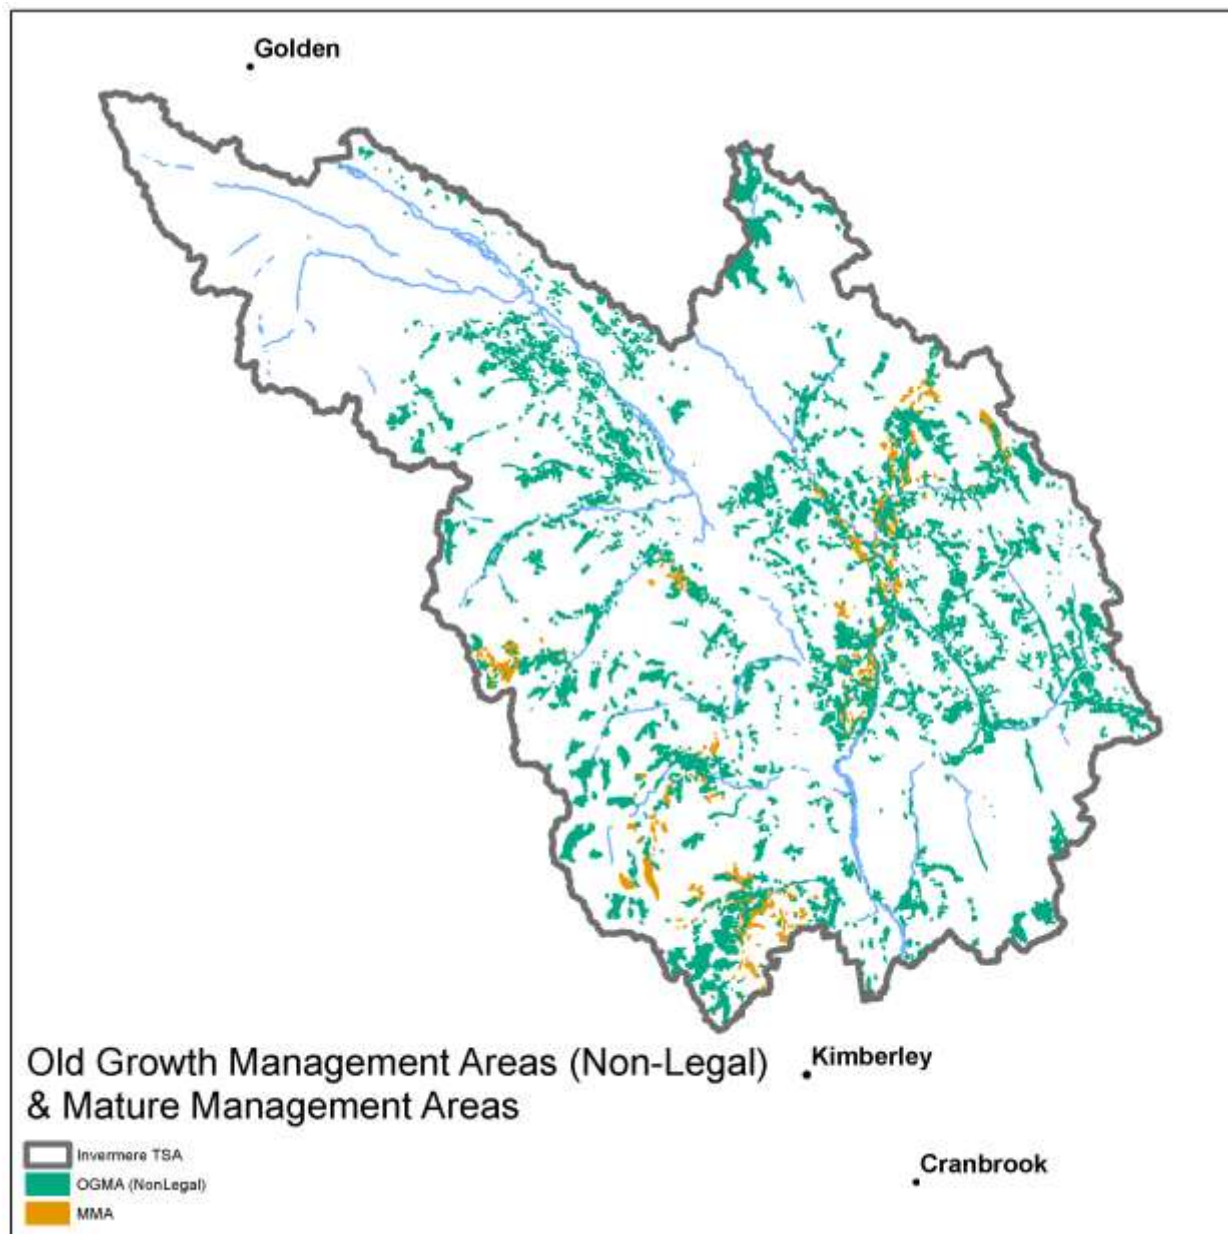 Golden
Old Growth Management Areas (Non-Legal)
& Mature Management Areas
Kimberley
Invermere TSA
OGMA (NonLegal)
MMA
Cranbrook